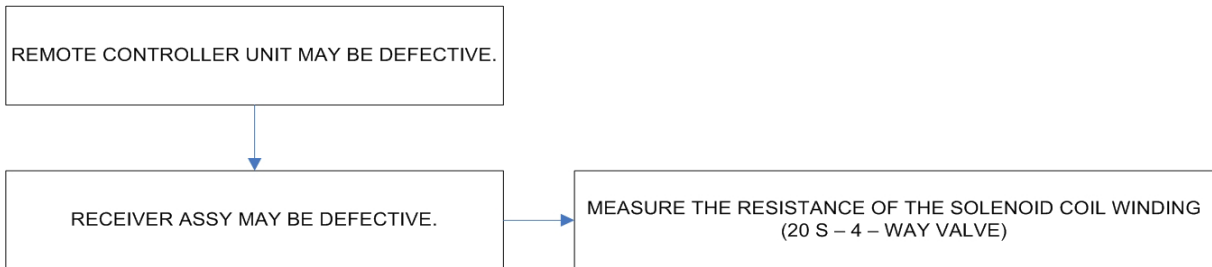 REMOTE CONTROLLER UNIT MAY BE DEFECTIVE.
RECEIVER ASSY MAY BE DEFECTIVE.
MEASURE THE RESISTANCE OF THE SOLENOID COIL WINDING
(20 S – 4 – WAY VALVE)